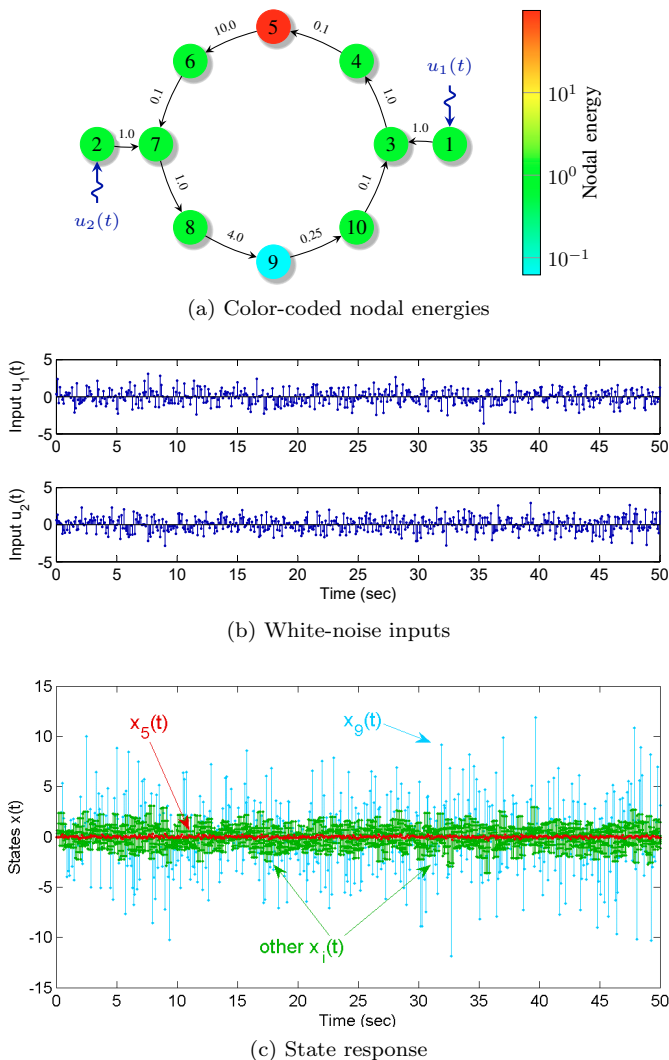 5
10.0
0.1
6
4
u₁(t)
0.1
1.0
2
1.0
7
3
1.0
1
u₂(t)
1.0
0.1
8
10
4.0
0.25
9
10¹
10⁰
10⁻¹
Nodal energy
(a) Color-coded nodal energies
Input u₁(t)
5
0
-5
0 5 10 15 20 25 30 35 40 45 50
Input u₂(t)
5
0
-5
0 5 10 15 20 25 30 35 40 45 50
Time (sec)
(b) White-noise inputs
States x(t)
15
10
5
0
-5
-10
-15
x₅(t)
x₉(t)
other xᵢ(t)
0 5 10 15 20 25 30 35 40 45 50
Time (sec)
(c) State response